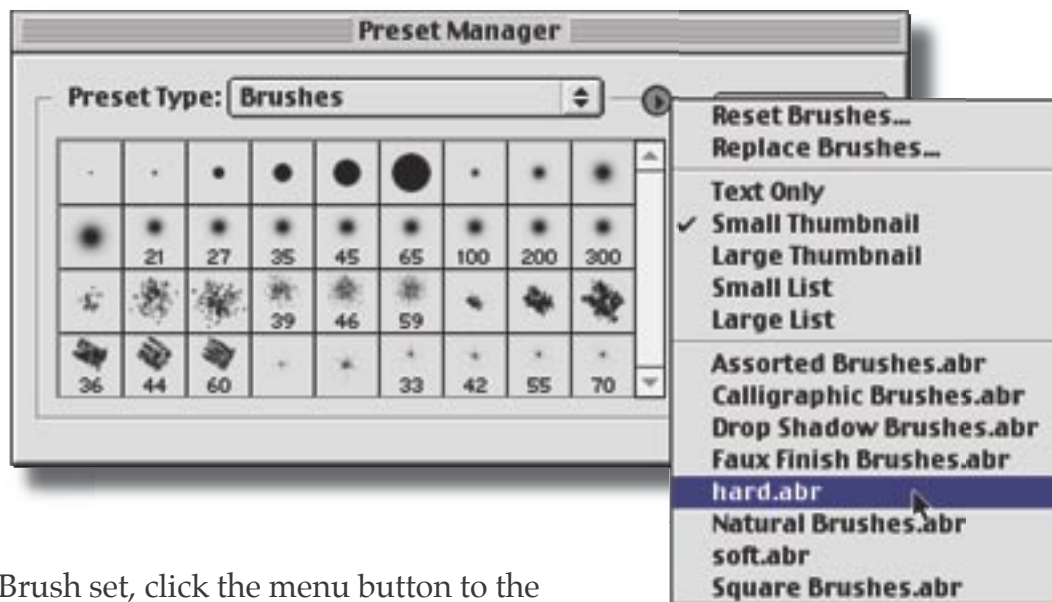 Preset Manager
Preset Type: Brushes
21 27 35 45 65 100 200 300
39 46 59
36 44 60 33 42 55 70
Reset Brushes...
Replace Brushes...
Text Only
✓ Small Thumbnail
Large Thumbnail
Small List
Large List
Assorted Brushes.abr
Calligraphic Brushes.abr
Drop Shadow Brushes.abr
Faux Finish Brushes.abr
hard.abr
Natural Brushes.abr
soft.abr
Square Brushes.abr
Brush set, click the menu button to the